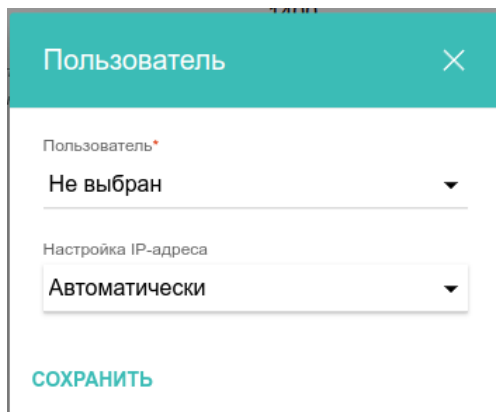 Пользователь
Пользователь*
Не выбран
Настройка IP-адреса
Автоматически
СОХРАНИТЬ